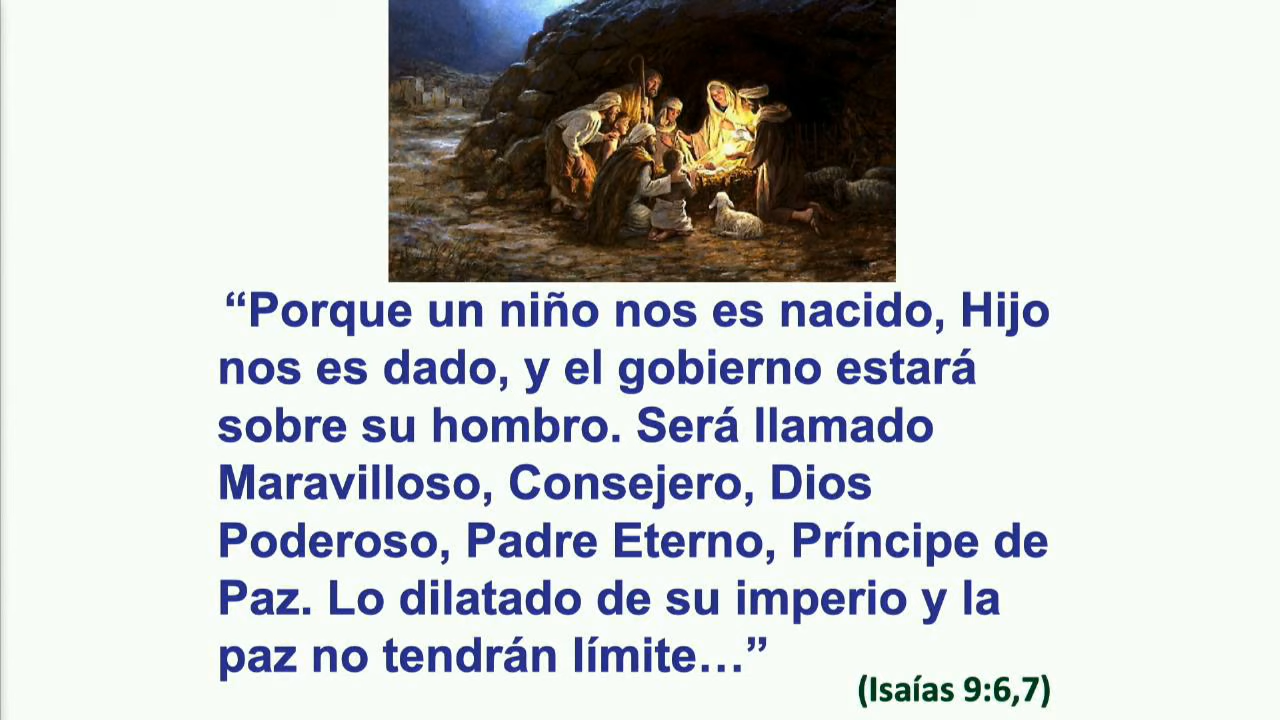 “Porque un niño nos es nacido, Hijo
nos es dado, y el gobierno estará
sobre su hombro. Será llamado
Maravilloso, Consejero, Dios
Poderoso, Padre Eterno, Príncipe de
Paz. Lo dilatado de su imperio y la
paz no tendrán límite…”
(Isaías 9:6,7)